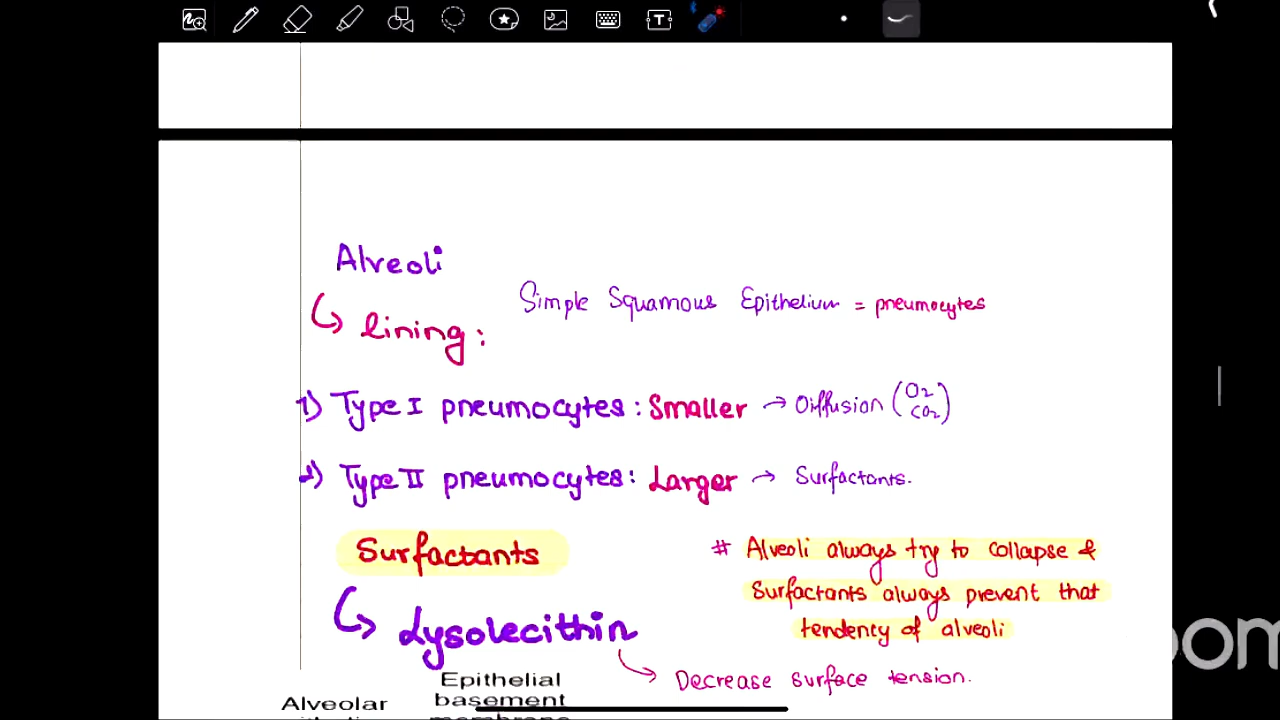 Alveoli
↳ lining : Simple Squamous Epithelium = pneumocytes
1) Type I pneumocytes : Smaller → Diffusion (O2 CO2)
2) Type II pneumocytes : Larger → Surfactants.
Surfactants
↳ Lysolecithin
# Alveoli always try to collapse &
Surfactants always prevent that
tendency of alveoli
→ Decrease surface tension.
Epithelial
basement
Alveolar